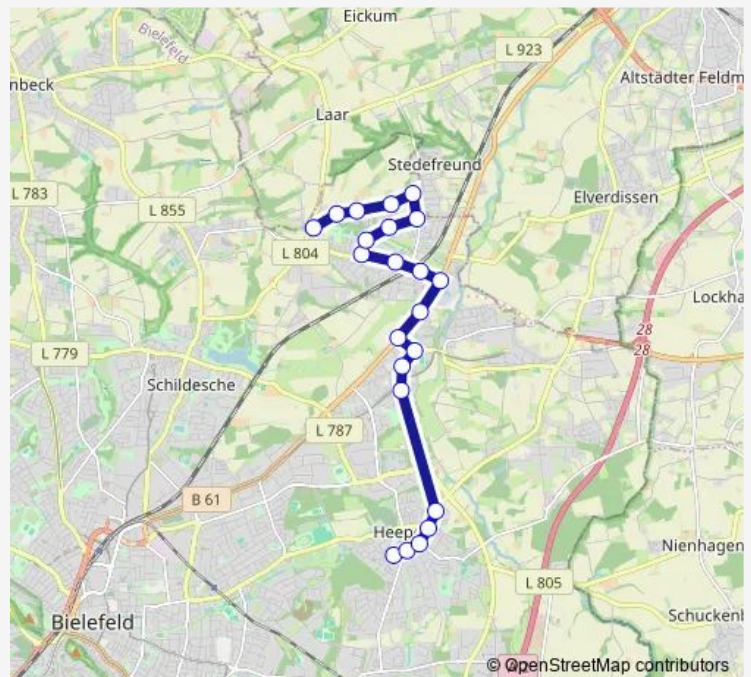 Eickum
Bielefeld
L 923
nbeck
Altstädter Feldm
Laar
Stedefreund
L 783
L 855
Elverdissen
L 804
Lockha
28
28
L 779
Schildesche
L 787
B 61
Heep
Nienhagen
L 805
Bielefeld
Schuckenb
© OpenStreetMap contributors